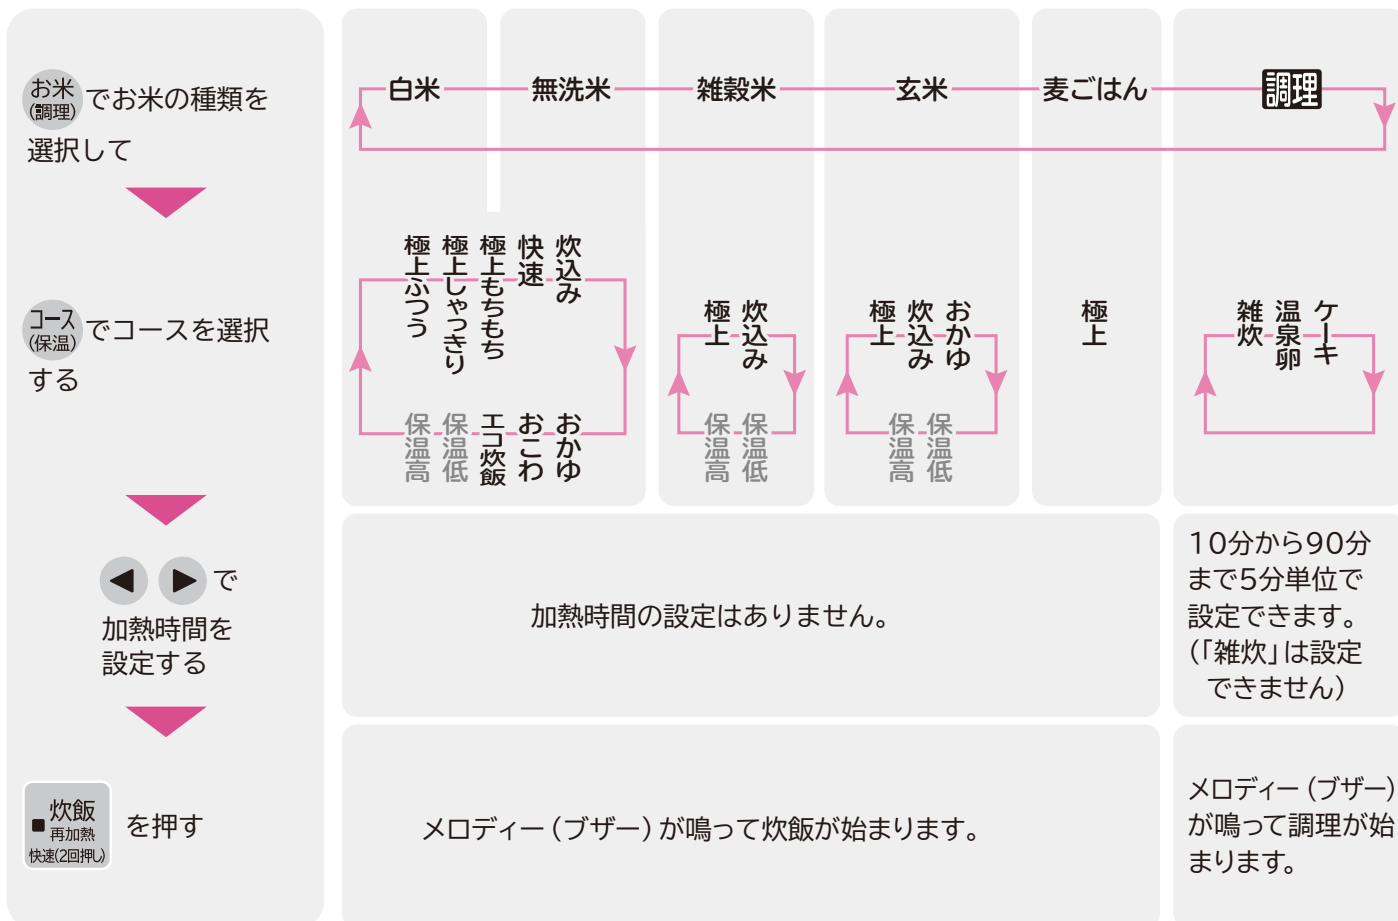 お米
(調理)
でお米の種類を
選択して
白米
無洗米
雑穀米
玄米
麦ごはん
調理
コース
(保温)
でコースを選択
する
極上ふつう
極上しゃっきり
極上もちもち
快速
炊込み
おかゆ
おこわ
エコ炊飯
保温低
保温高
極上
炊込み
保温低
保温高
極上
炊込み
おかゆ
保温低
保温高
極上
雑炊
温泉卵
ケーキ
◀ ▶ で
加熱時間を
設定する
加熱時間の設定はありません。
10分から90分
まで5分単位で
設定できます。
(「雑炊」は設定
できません)
■炊飯
再加熱
快速(2回押し)
を押す
メロディー(ブザー)が鳴って炊飯が始まります。
メロディー(ブザー)
が鳴って調理が始
まります。